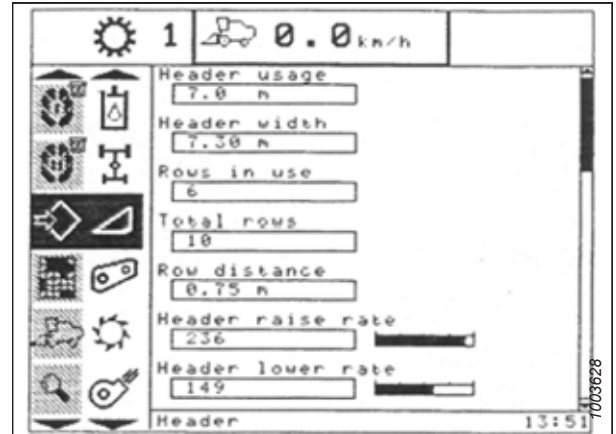 1 0.0 km/h
Header usage
7.0 m
Header width
7.30 m
Rows in use
6
Total rows
10
Row distance
0.75 m
Header raise rate
236
Header lower rate
149
Header 13:51
1003628